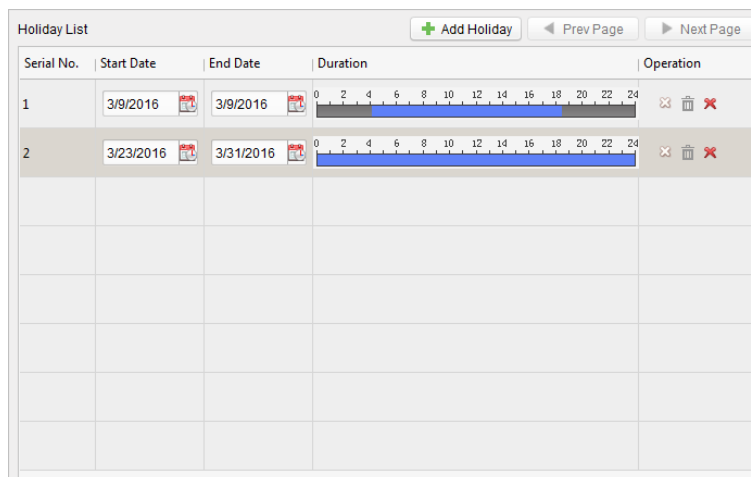 Holiday List Add Holiday Prev Page Next Page
Serial No. Start Date End Date Duration Operation
0 2 4 6 8 10 12 14 16 18 20 22 24
1 3/9/2016 3/9/2016
0 2 4 6 8 10 12 14 16 18 20 22 24
2 3/23/2016 3/31/2016